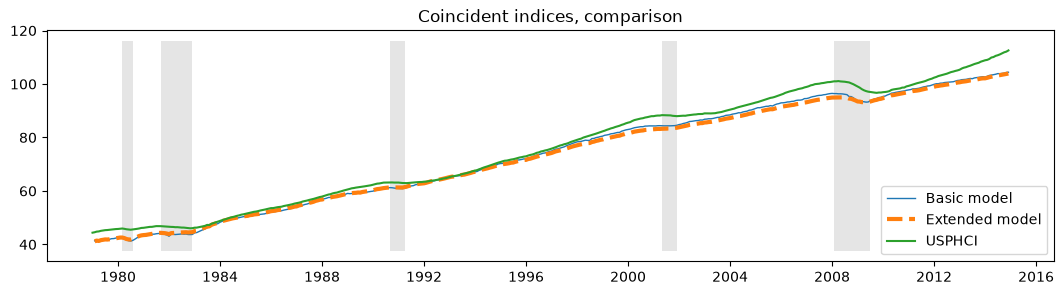 Coincident indices, comparison
120
100
80
60
40
Basic model
Extended model
USPHCI
1980 1984 1988 1992 1996 2000 2004 2008 2012 2016